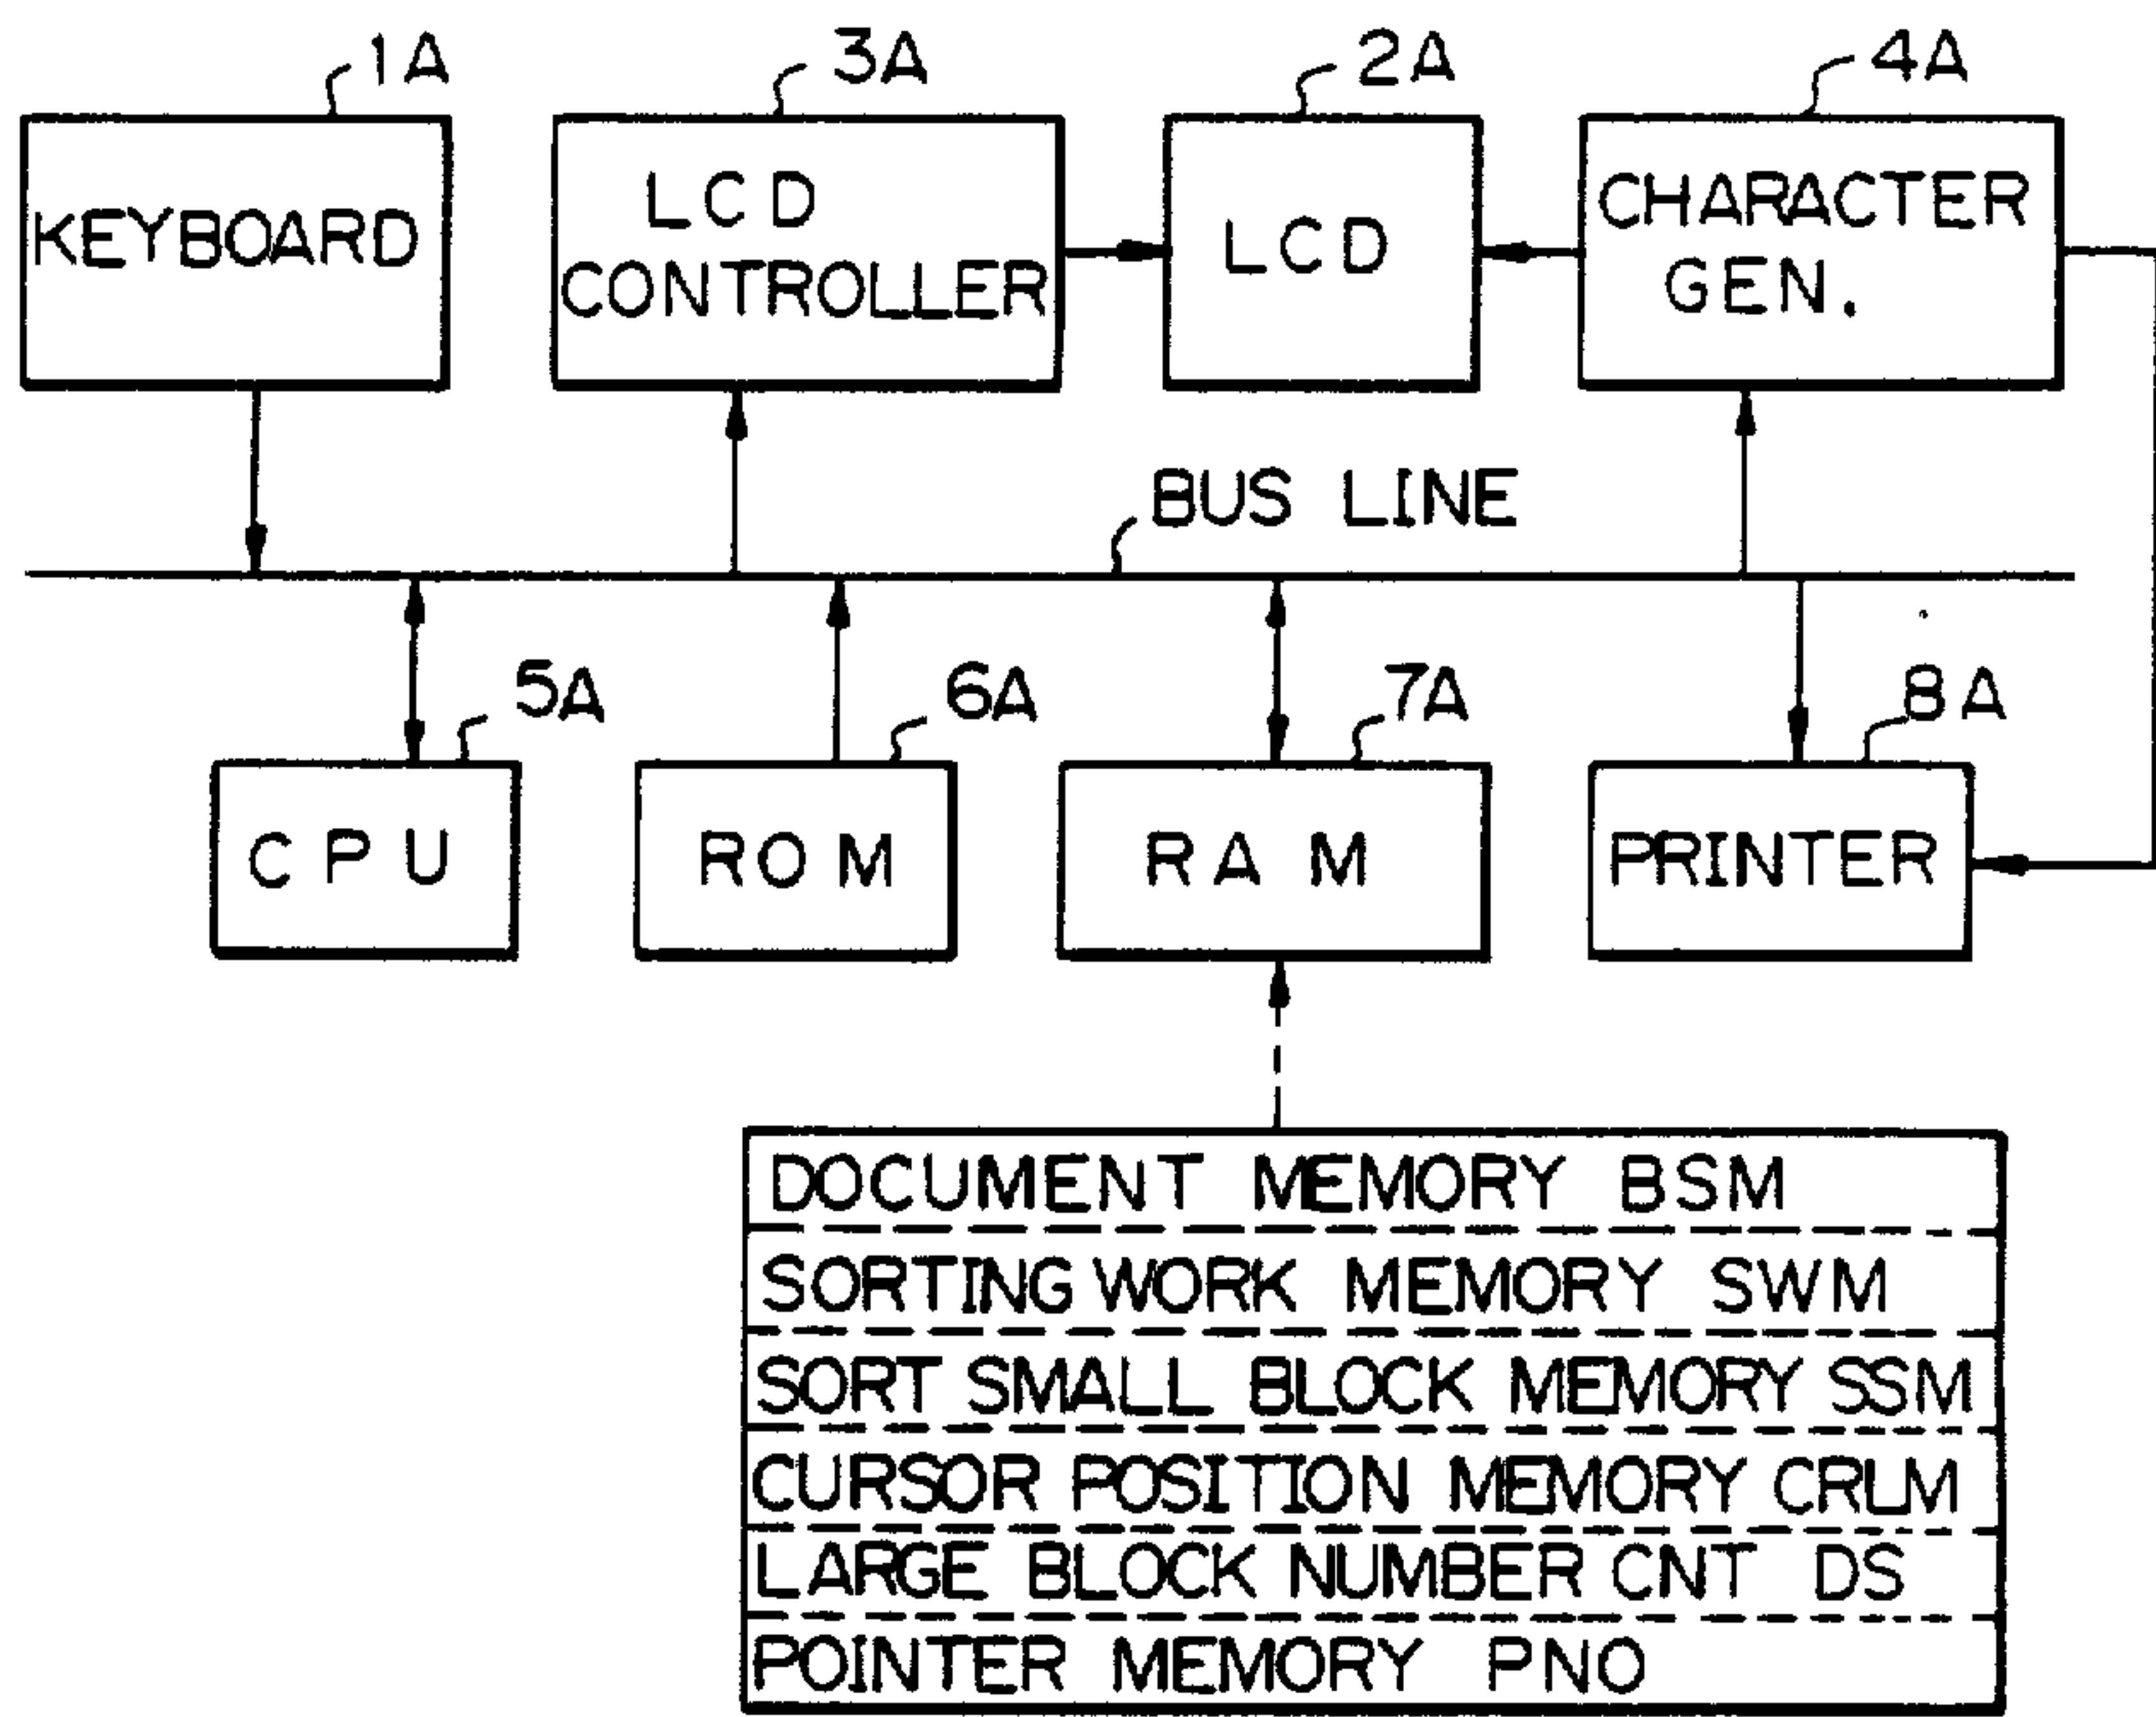 1A
3A
2A
4A
KEYBOARD
LCD
CONTROLLER
LCD
CHARACTER
GEN.
BUS LINE
5A
6A
7A
8A
CPU
ROM
RAM
PRINTER
DOCUMENT MEMORY BSM
SORTING WORK MEMORY SWM
SORT SMALL BLOCK MEMORY SSM
CURSOR POSITION MEMORY CRLM
LARGE BLOCK NUMBER CNT DS
POINTER MEMORY PNO